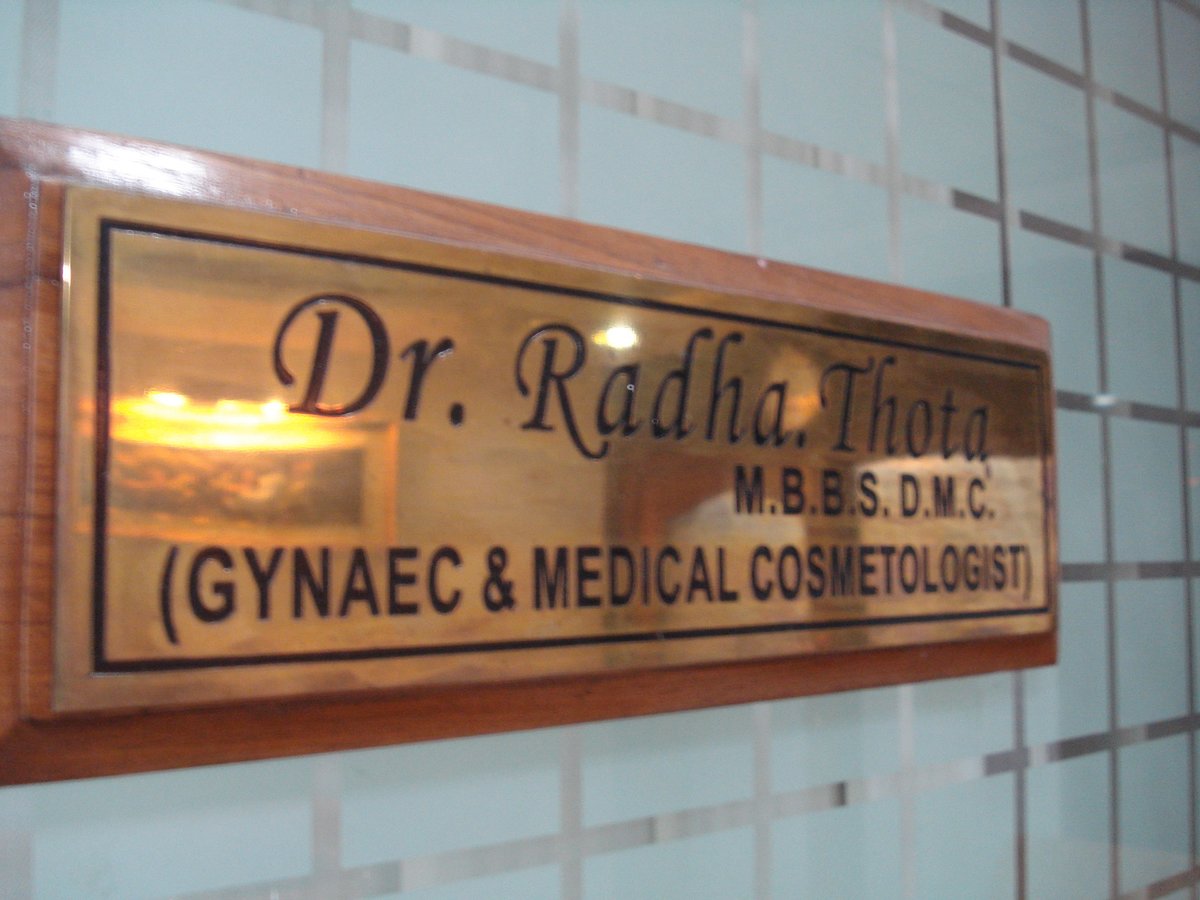 Dr. Radha. Thota
M.B.B.S. D.M.C.
(GYNAEC & MEDICAL COSMETOLOGIST)